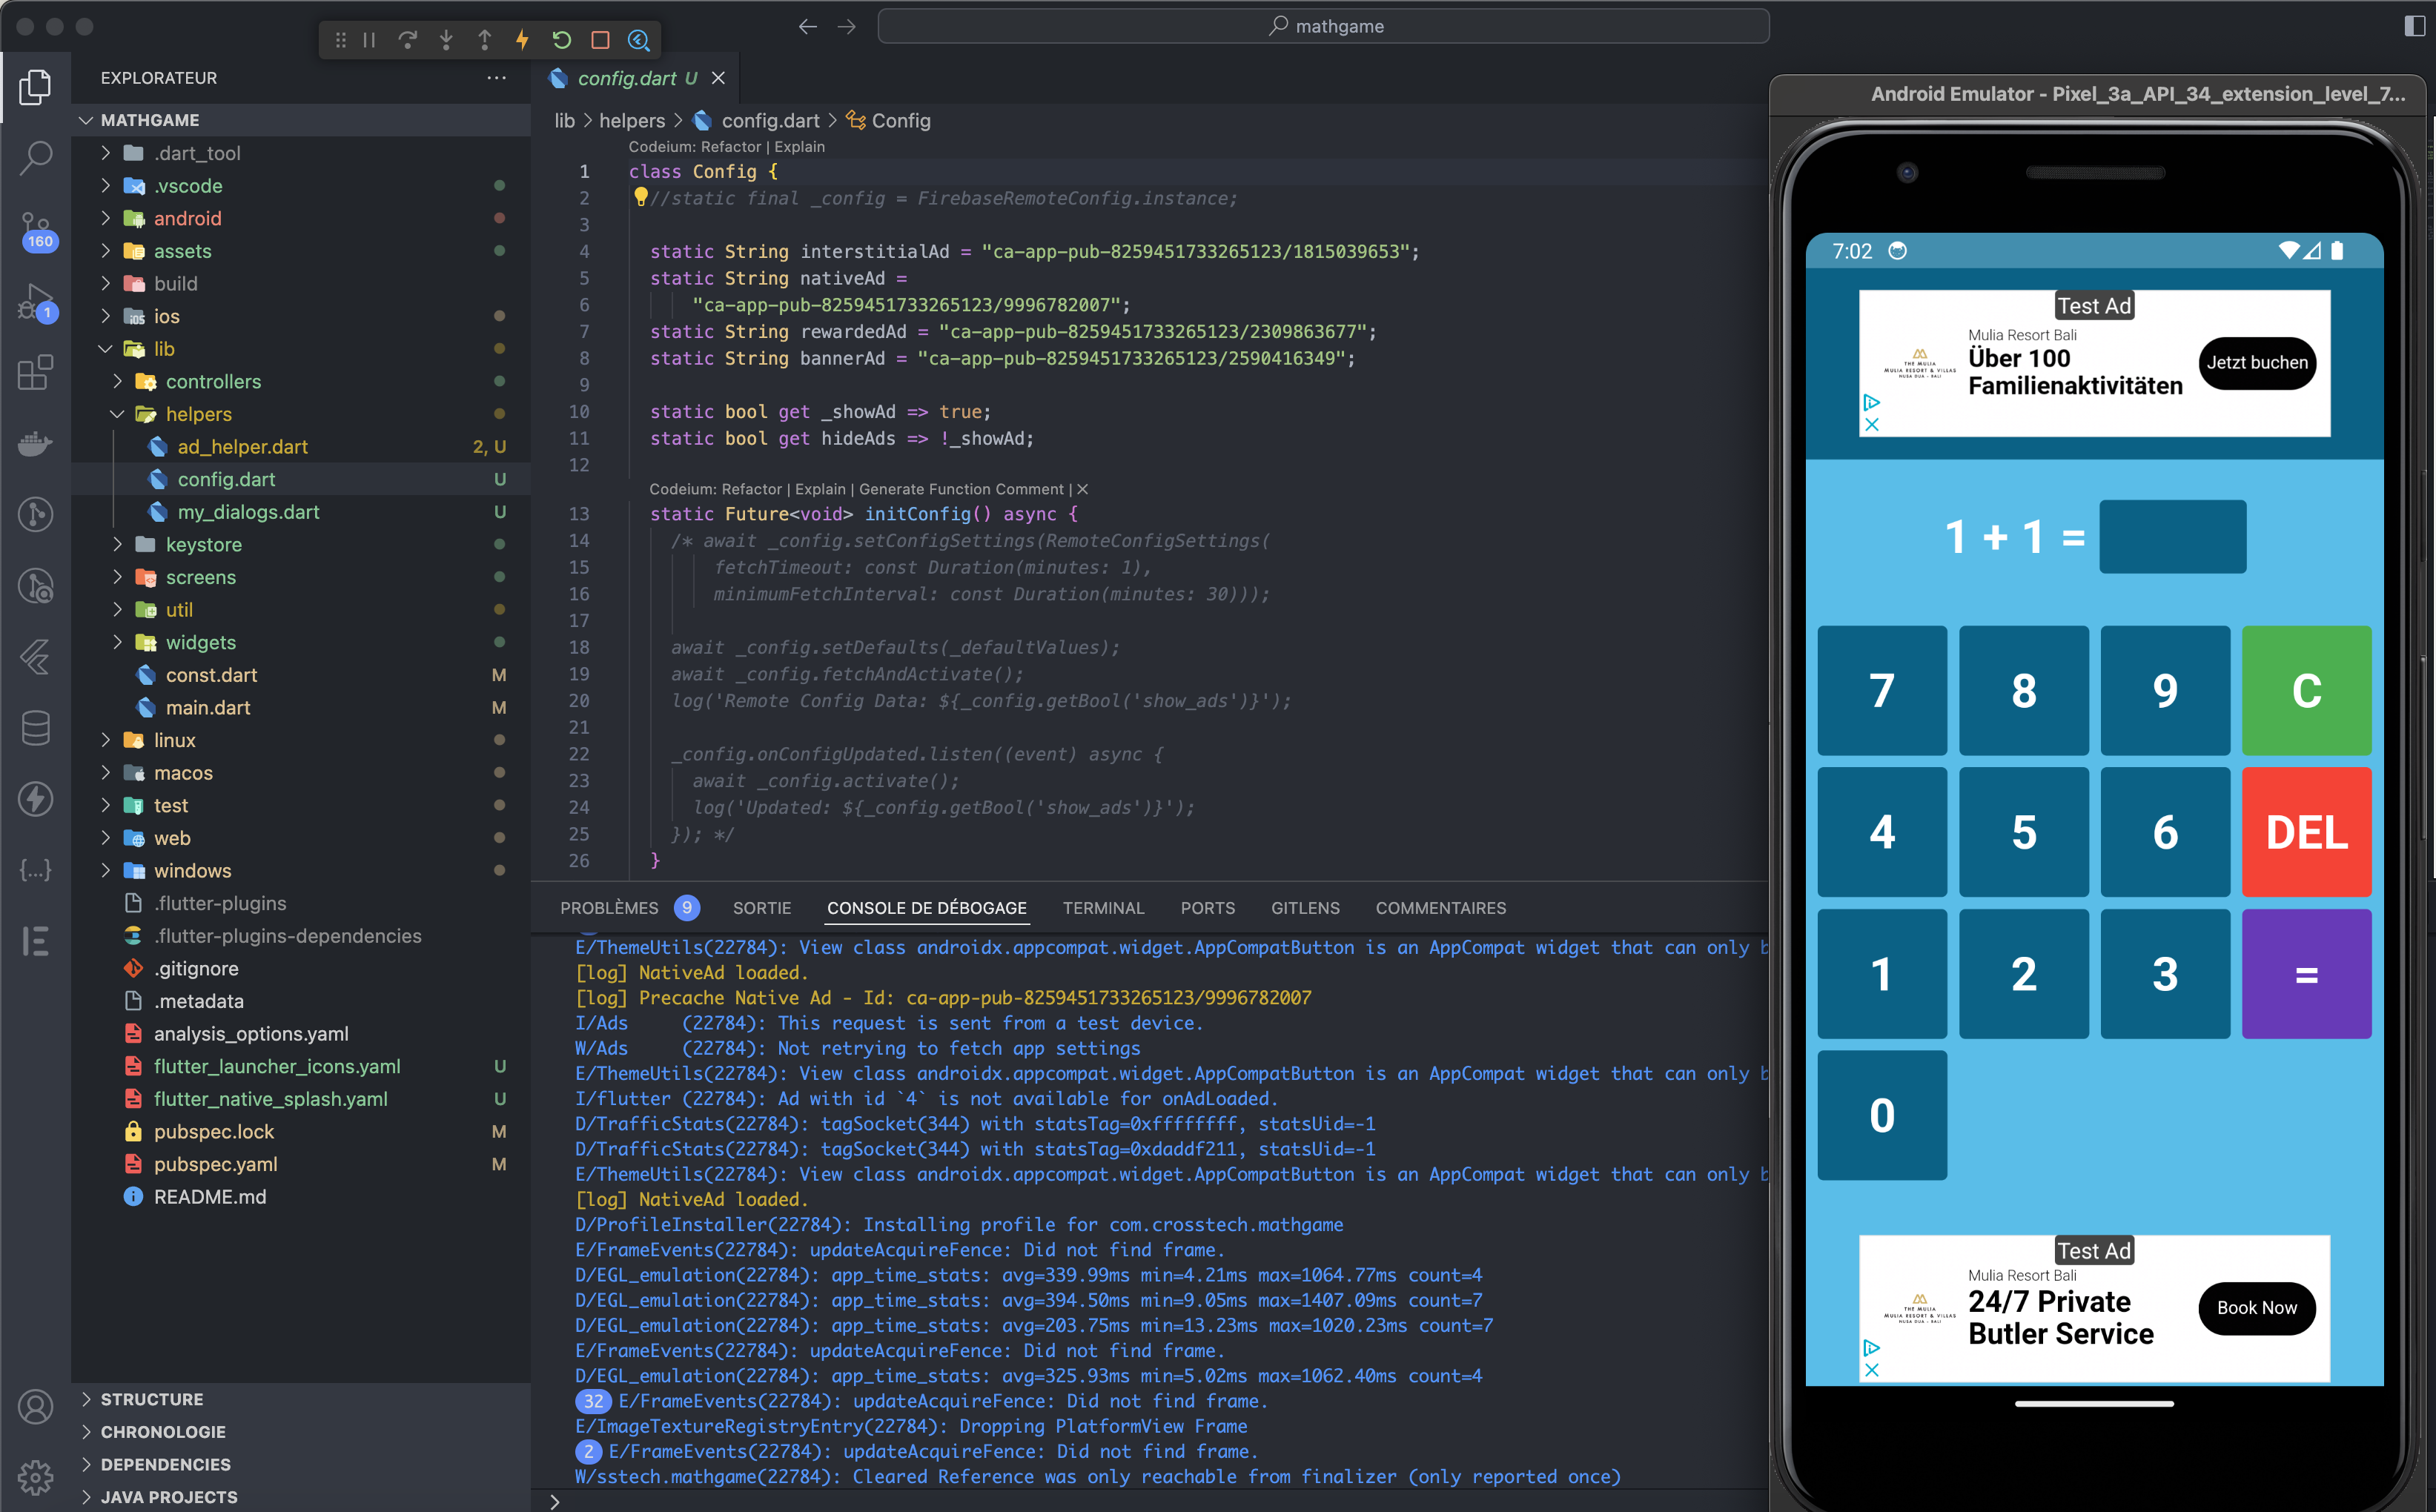 mathgame
EXPLORATEUR
MATHGAME
.dart_tool
.vscode
android
assets
build
ios
lib
controllers
helpers
ad_helper.dart 2, U
config.dart U
my_dialogs.dart U
keystore
screens
util
widgets
const.dart M
main.dart M
linux
macos
test
web
windows
.flutter-plugins
.flutter-plugins-dependencies
.gitignore
.metadata
analysis_options.yaml
flutter_launcher_icons.yaml U
flutter_native_splash.yaml U
pubspec.lock M
pubspec.yaml M
README.md
STRUCTURE
CHRONOLOGIE
DEPENDENCIES
JAVA PROJECTS
160
1
config.dart U
lib > helpers > config.dart > Config
Codeium: Refactor | Explain
1 class Config {
2 //static final _config = FirebaseRemoteConfig.instance;
3
4 static String interstitialAd = "ca-app-pub-8259451733265123/1815039653";
5 static String nativeAd =
6 "ca-app-pub-8259451733265123/9996782007";
7 static String rewardedAd = "ca-app-pub-8259451733265123/2309863677";
8 static String bannerAd = "ca-app-pub-8259451733265123/2590416349";
9
10 static bool get _showAd => true;
11 static bool get hideAds => !_showAd;
12
Codeium: Refactor | Explain | Generate Function Comment | X
13 static Future<void> initConfig() async {
14 /* await _config.setConfigSettings(RemoteConfigSettings(
15 fetchTimeout: const Duration(minutes: 1),
16 minimumFetchInterval: const Duration(minutes: 30)));
17
18 await _config.setDefaults(_defaultValues);
19 await _config.fetchAndActivate();
20 log('Remote Config Data: ${_config.getBool('show_ads')}');
21
22 _config.onConfigUpdated.listen((event) async {
23 await _config.activate();
24 log('Updated: ${_config.getBool('show_ads')}');
25 }); */
26 }
PROBLÈMES 9 SORTIE CONSOLE DE DÉBOGAGE TERMINAL PORTS GITLENS COMMENTAIRES
E/ThemeUtils(22784): View class androidx.appcompat.widget.AppCompatButton is an AppCompat widget that can only b
[log] NativeAd loaded.
[log] Precache Native Ad - Id: ca-app-pub-8259451733265123/9996782007
I/Ads (22784): This request is sent from a test device.
W/Ads (22784): Not retrying to fetch app settings
E/ThemeUtils(22784): View class androidx.appcompat.widget.AppCompatButton is an AppCompat widget that can only b
I/flutter (22784): Ad with id `4` is not available for onAdLoaded.
D/TrafficStats(22784): tagSocket(344) with statsTag=0xffffffff, statsUid=-1
D/TrafficStats(22784): tagSocket(344) with statsTag=0xdaddf211, statsUid=-1
E/ThemeUtils(22784): View class androidx.appcompat.widget.AppCompatButton is an AppCompat widget that can only b
[log] NativeAd loaded.
D/ProfileInstaller(22784): Installing profile for com.crosstech.mathgame
E/FrameEvents(22784): updateAcquireFence: Did not find frame.
D/EGL_emulation(22784): app_time_stats: avg=339.99ms min=4.21ms max=1064.77ms count=4
D/EGL_emulation(22784): app_time_stats: avg=394.50ms min=9.05ms max=1407.09ms count=7
D/EGL_emulation(22784): app_time_stats: avg=203.75ms min=13.23ms max=1020.23ms count=7
E/FrameEvents(22784): updateAcquireFence: Did not find frame.
D/EGL_emulation(22784): app_time_stats: avg=325.93ms min=5.02ms max=1062.40ms count=4
32 E/FrameEvents(22784): updateAcquireFence: Did not find frame.
E/ImageTextureRegistryEntry(22784): Dropping PlatformView Frame
2 E/FrameEvents(22784): updateAcquireFence: Did not find frame.
W/sstech.mathgame(22784): Cleared Reference was only reachable from finalizer (only reported once)
Android Emulator - Pixel_3a_API_34_extension_level_7...
7:02
Test Ad
Mulia Resort Bali
THE MULIA
MULIA RESORT & VILLAS
NUSA DUA - BALI
Über 100
Familienaktivitäten
Jetzt buchen
1 + 1 =
7 8 9 C
4 5 6 DEL
1 2 3 =
0
Test Ad
Mulia Resort Bali
THE MULIA
MULIA RESORT & VILLAS
NUSA DUA - BALI
24/7 Private
Butler Service
Book Now